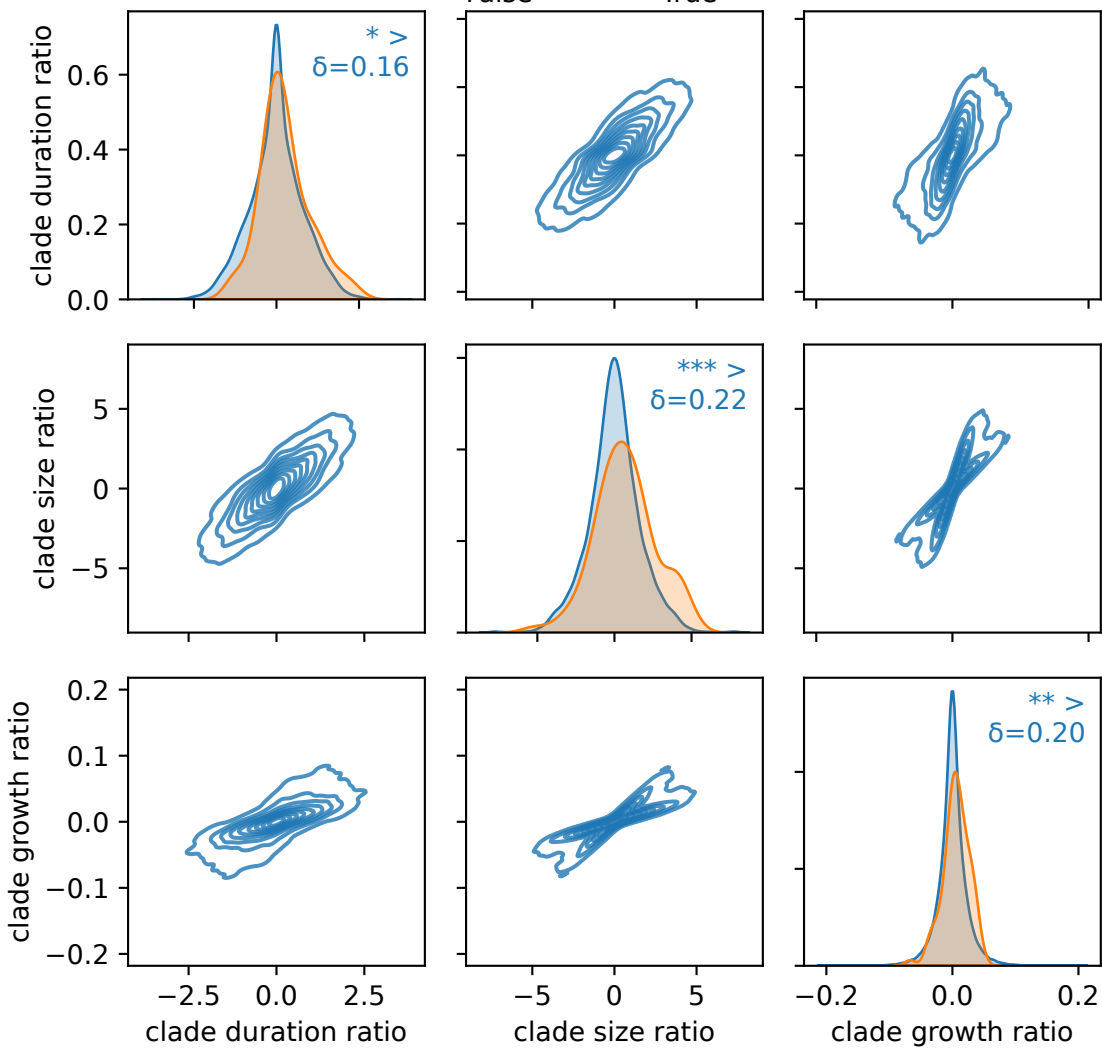 clade duration ratio
0.6
0.4
0.2
0.0
* >
δ=0.16
clade size ratio
5
0
−5
*** >
δ=0.22
clade growth ratio
0.2
0.1
0.0
−0.1
−0.2
** >
δ=0.20
−2.5 0.0 2.5
−5 0 5
−0.2 0.0 0.2
clade duration ratio
clade size ratio
clade growth ratio